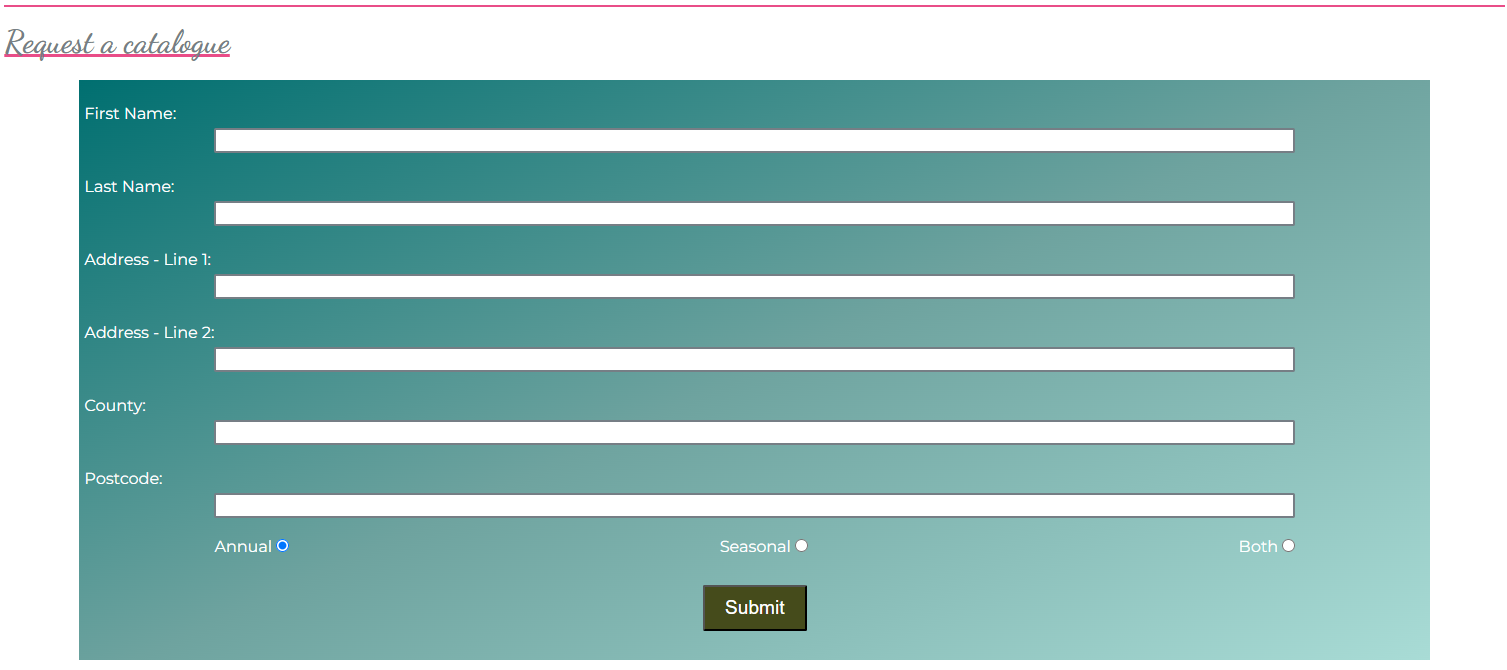 Request a catalogue
First Name:
Last Name:
Address - Line 1:
Address - Line 2:
County:
Postcode:
Annual Seasonal Both
Submit